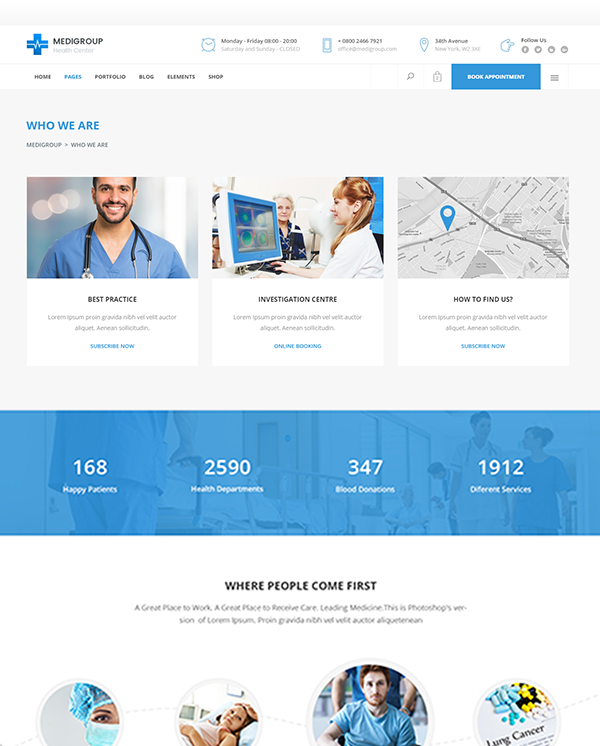 MEDIGROUP
Health Center
Monday - Friday 08:00 - 20:00
Saturday and Sunday - CLOSED
+ 0800 2466 7921
office@medigroup.com
34th Avenue
New York, W2 3XE
Follow Us
HOME PAGES PORTFOLIO BLOG ELEMENTS SHOP
BOOK APPOINTMENT
WHO WE ARE
MEDIGROUP > WHO WE ARE
BEST PRACTICE
Lorem Ipsum proin gravida nibh vel velit auctor
aliquet. Aenean sollicitudin.
SUBSCRIBE NOW
INVESTIGATION CENTRE
Lorem Ipsum proin gravida nibh vel velit auctor
aliquet. Aenean sollicitudin.
ONLINE BOOKING
HOW TO FIND US?
Lorem Ipsum proin gravida nibh vel velit auctor
aliquet. Aenean sollicitudin.
SUBSCRIBE NOW
168
Happy Patients
2590
Health Departments
347
Blood Donations
1912
Diferent Services
WHERE PEOPLE COME FIRST
A Great Place to Work. A Great Place to Receive Care. Leading Medicine.This is Photoshop's ver-
sion of Lorem Ipsum. Proin gravida nibh vel velit auctor aliquetenean
Lung Cancer